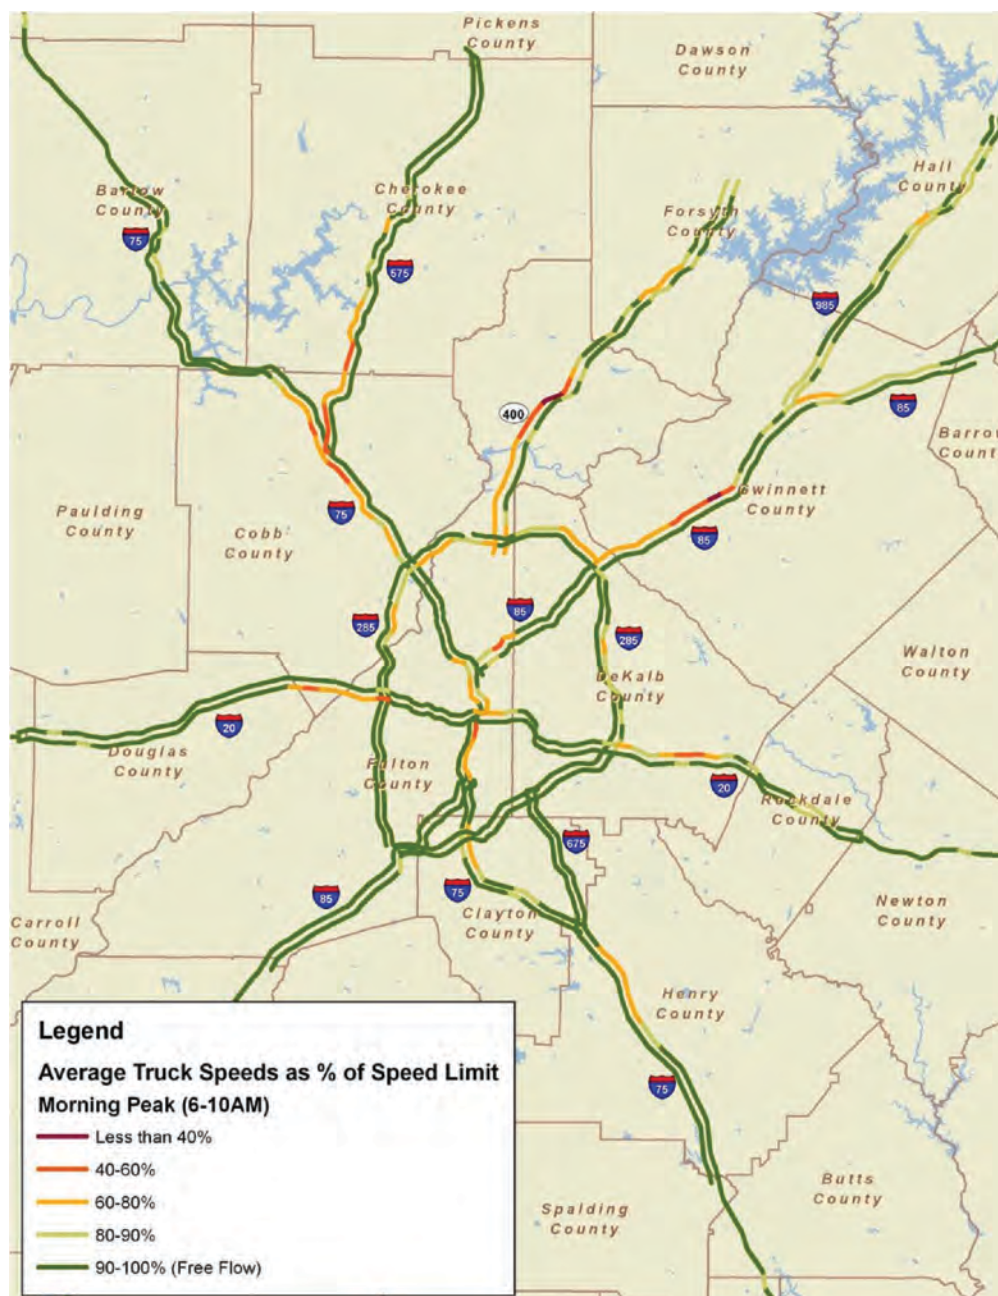 Pickens
County
Dawson
County
Hall
County
Bartow
County
Cherokee
County
Forsyth
County
75
575
985
400
85
Barrow
County
Gwinnett
County
Paulding
County
Cobb
County
75
85
285
85
285
Walton
County
DeKalb
County
20
Douglas
County
Fulton
County
20
Rockdale
County
675
85
75
Clayton
County
Newton
County
Carroll
County
Henry
County
75
Butts
County
Spalding
County
Legend
Average Truck Speeds as % of Speed Limit
Morning Peak (6-10AM)
Less than 40%
40-60%
60-80%
80-90%
90-100% (Free Flow)